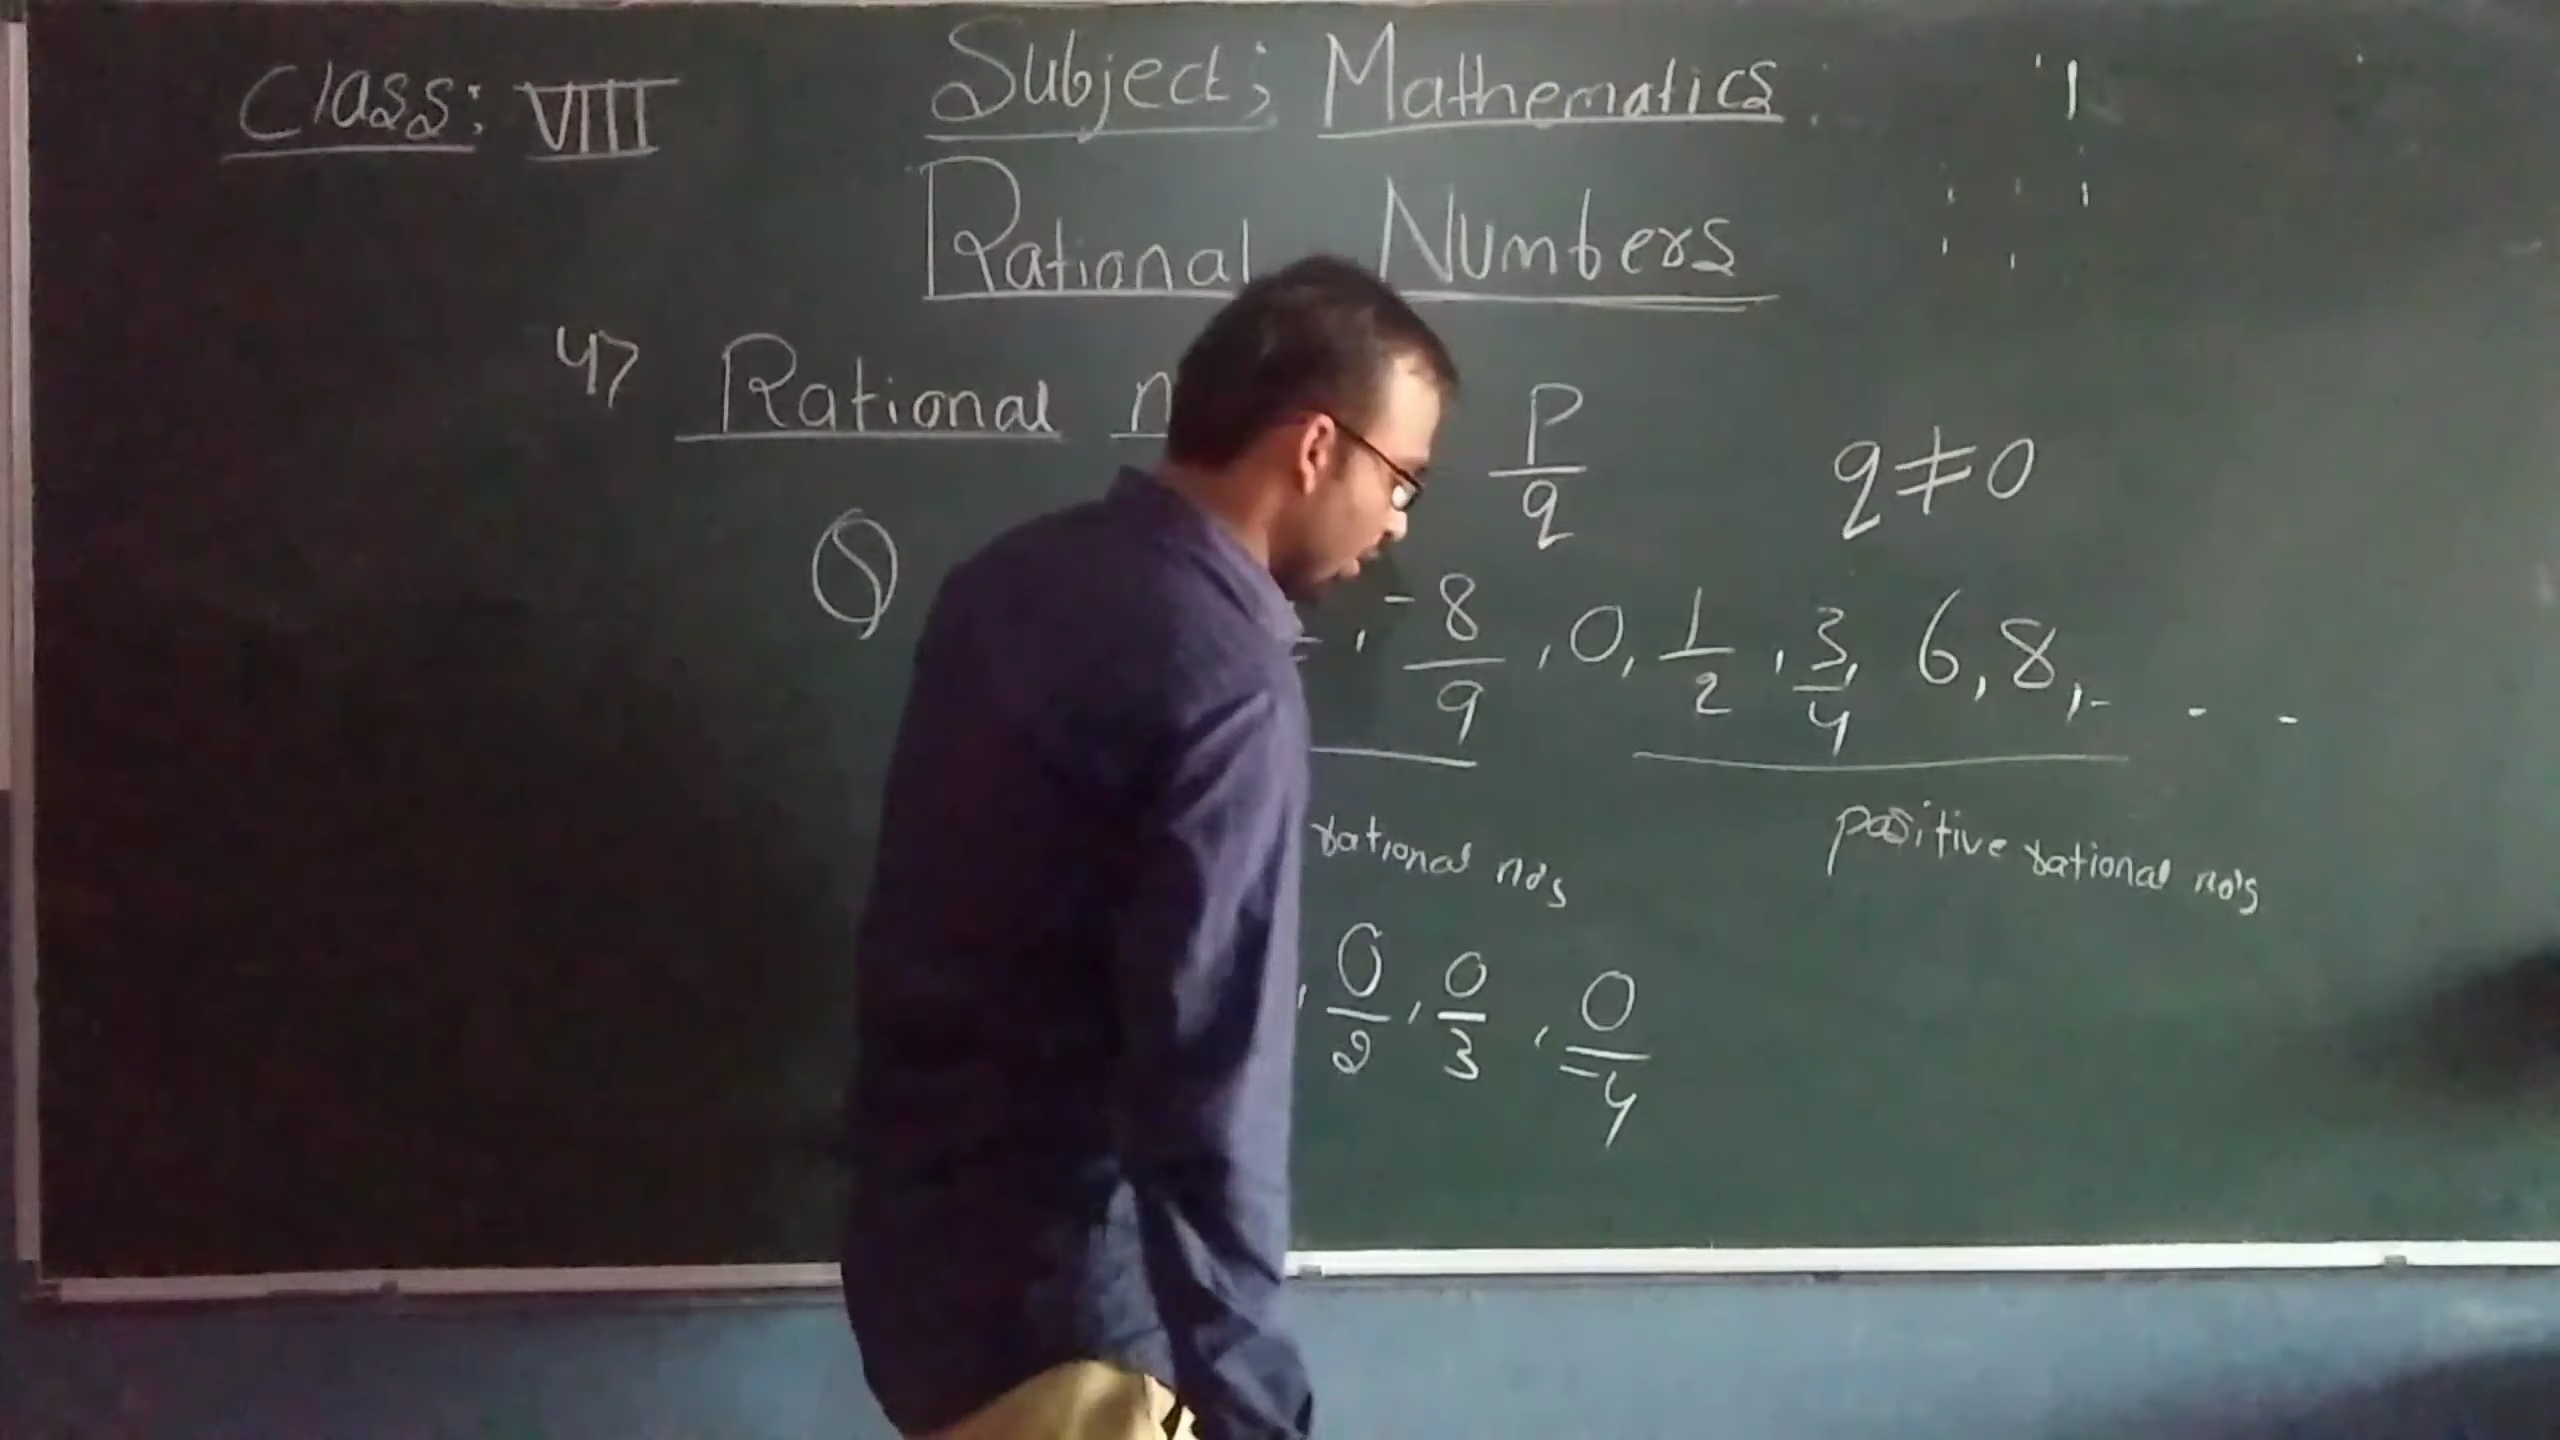 Class: VIII Subject; Mathematics
Rational Numbers
4> Rational n P/q q≠0
Q , -8/9 , 0, 1/2 , 3/4, 6, 8, - - -
rational no's positive rational no's
, 0/2 , 0/3 , 0/-4